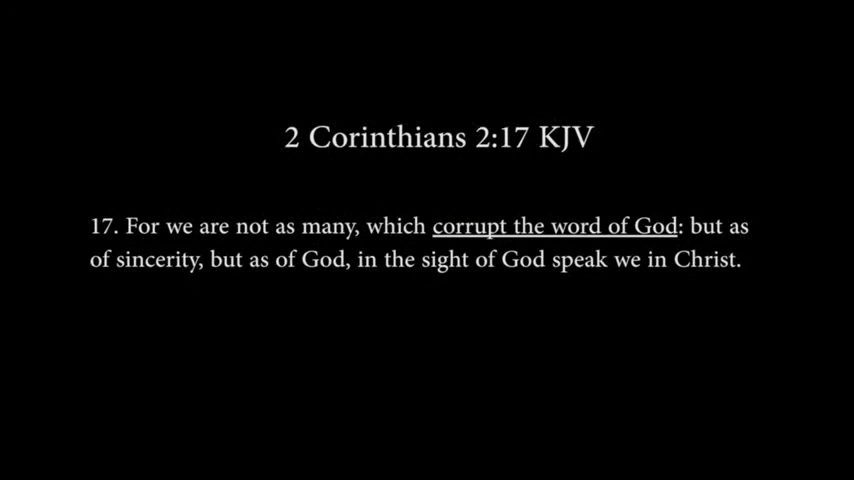 2 Corinthians 2:17 KJV
17. For we are not as many, which corrupt the word of God: but as
of sincerity, but as of God, in the sight of God speak we in Christ.